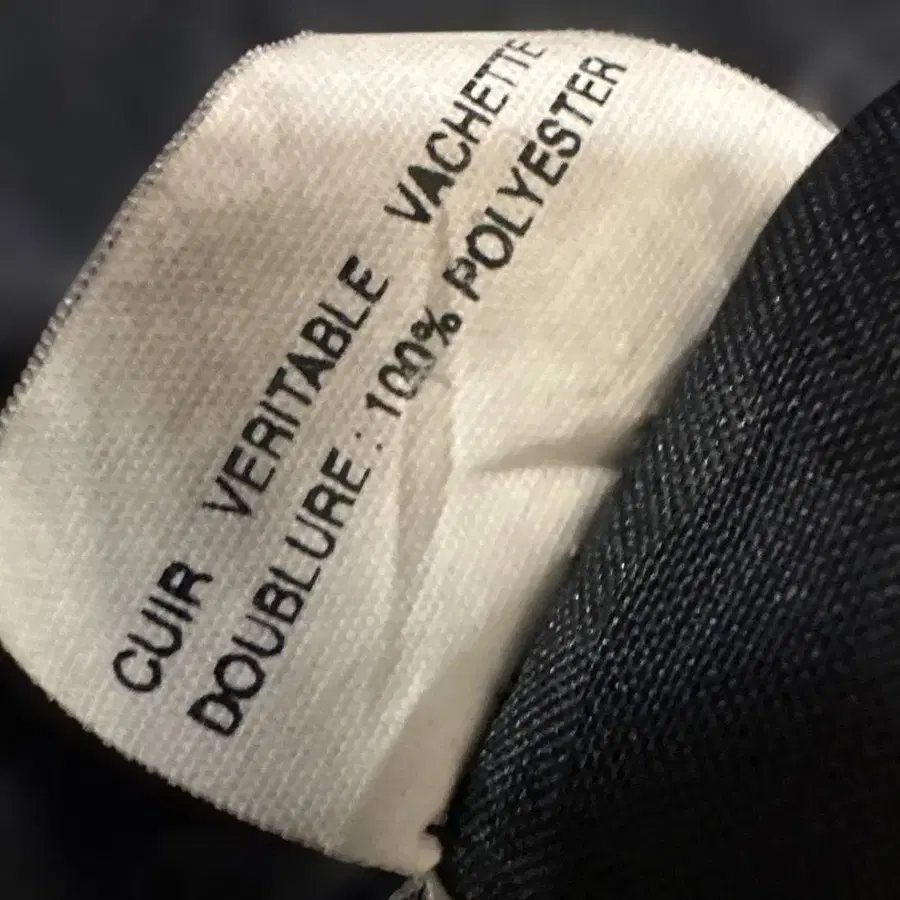 CUIR VERITABLE VACHETTE
DOUBLURE : 100% POLYESTER